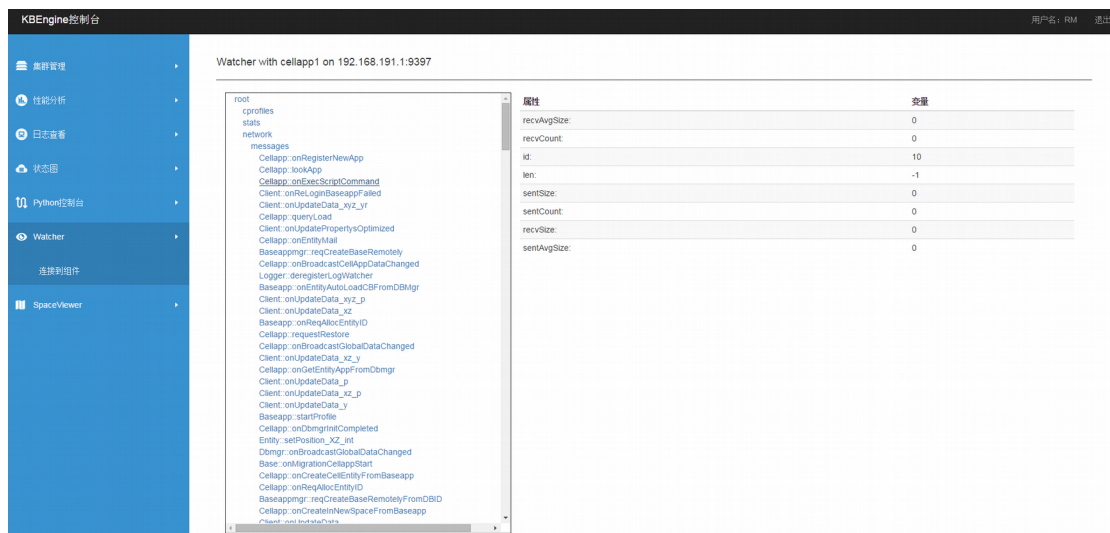 KBEngine控制台
用户名：RM 退出
集群管理
性能分析
日志查看
状态图
Python控制台
Watcher
连接到组件
SpaceViewer
Watcher with cellapp1 on 192.168.191.1:9397
root
cprofiles
stats
network
messages
Cellapp::onRegisterNewApp
Cellapp::lookApp
Cellapp::onExecScriptCommand
Client::onReLoginBaseappFailed
Client::onUpdateData_xyz_yr
Cellapp::queryLoad
Client::onUpdatePropertysOptimized
Cellapp::onEntityMail
Baseappmgr::reqCreateBaseRemotely
Cellapp::onBroadcastCellAppDataChanged
Logger::deregisterLogWatcher
Baseapp::onEntityAutoLoadCBFromDBMgr
Client::onUpdateData_xyz_p
Client::onUpdateData_xz
Baseapp::onReqAllocEntityID
Cellapp::requestRestore
Cellapp::onBroadcastGlobalDataChanged
Client::onUpdateData_xz_y
Cellapp::onGetEntityAppFromDbmgr
Client::onUpdateData_p
Client::onUpdateData_xz_p
Client::onUpdateData_y
Baseapp::startProfile
Cellapp::onDbmgrInitCompleted
Entity::setPosition_XZ_int
Dbmgr::onBroadcastGlobalDataChanged
Base::onMigrationCellappStart
Cellapp::onCreateCellEntityFromBaseapp
Cellapp::onReqAllocEntityID
Baseappmgr::reqCreateBaseRemotelyFromDBID
Cellapp::onCreateInNewSpaceFromBaseapp
Client::onUpdateData
属性 变量
recvAvgSize: 0
recvCount: 0
id: 10
len: -1
sentSize: 0
sentCount: 0
recvSize: 0
sentAvgSize: 0